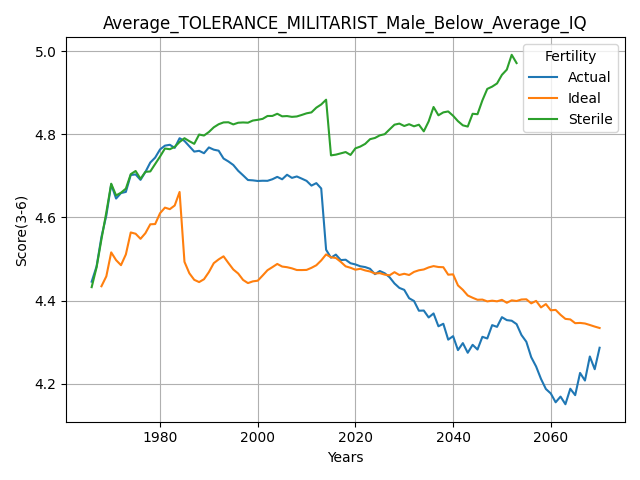 Average_TOLERANCE_MILITARIST_Male_Below_Average_IQ
Fertility
Actual
Ideal
Sterile
Score(3-6)
5.0
4.8
4.6
4.4
4.2
1980 2000 2020 2040 2060
Years